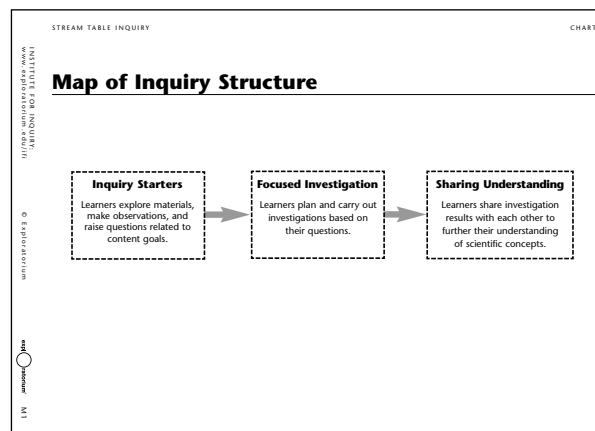 STREAM TABLE INQUIRY
CHART
Map of Inquiry Structure
Inquiry Starters
Learners explore materials,
make observations, and
raise questions related to
content goals.
Focused Investigation
Learners plan and carry out
investigations based on
their questions.
Sharing Understanding
Learners share investigation
results with each other to
further their understanding
of scientific concepts.
INSTITUTE FOR INQUIRY:
www.exploratorium.edu/ifi
© Exploratorium
exploratorium
M1